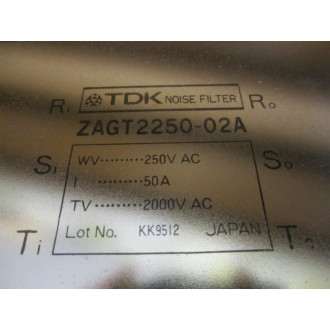 Ri TDK NOISE FILTER Ro
ZAGT2250-02A
Si WV·········250V AC So
I 50A
TV·········2000V AC
Ti Lot No. KK9512 JAPAN T